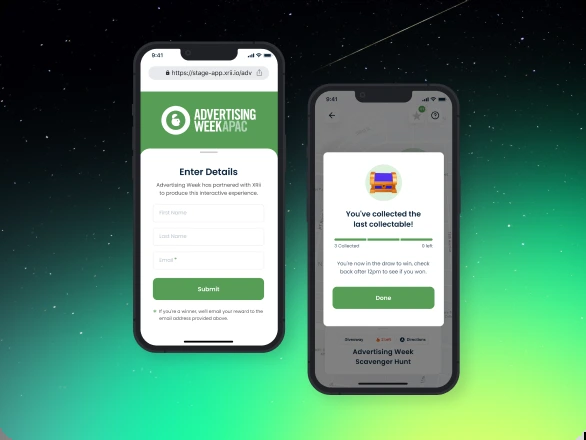 9:41
https://stage-app.xrii.io/adv
ADVERTISING
WEEKAPAC
Enter Details
Advertising Week has partnered with XRii
to produce this interactive experience.
First Name
Last Name
Email *
Submit
* If you're a winner, we'll email your reward to the
email address provided above.
9:41
You've collected the
last collectable!
3 Collected
0 left
You're now in the draw to win, check
back after 12pm to see if you won.
Done
Giveaway
Craft
Directions
Advertising Week
Scavenger Hunt